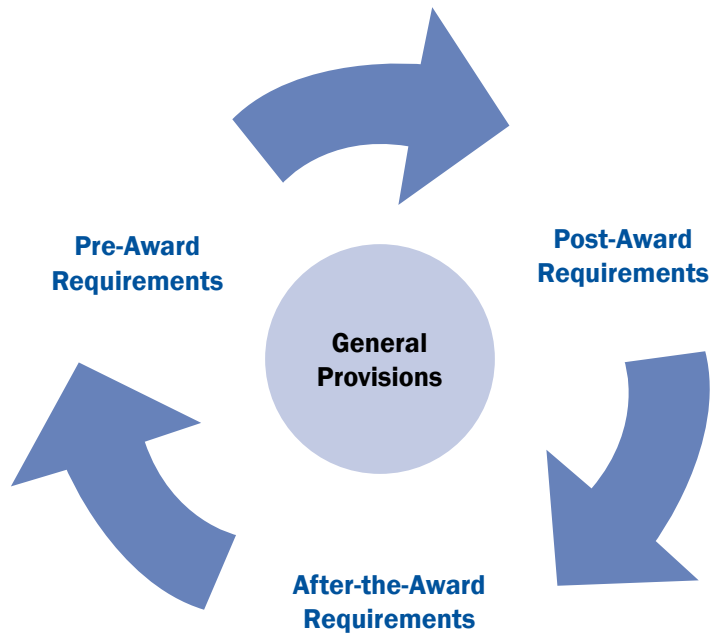 Pre-Award
Requirements
Post-Award
Requirements
General
Provisions
After-the-Award
Requirements